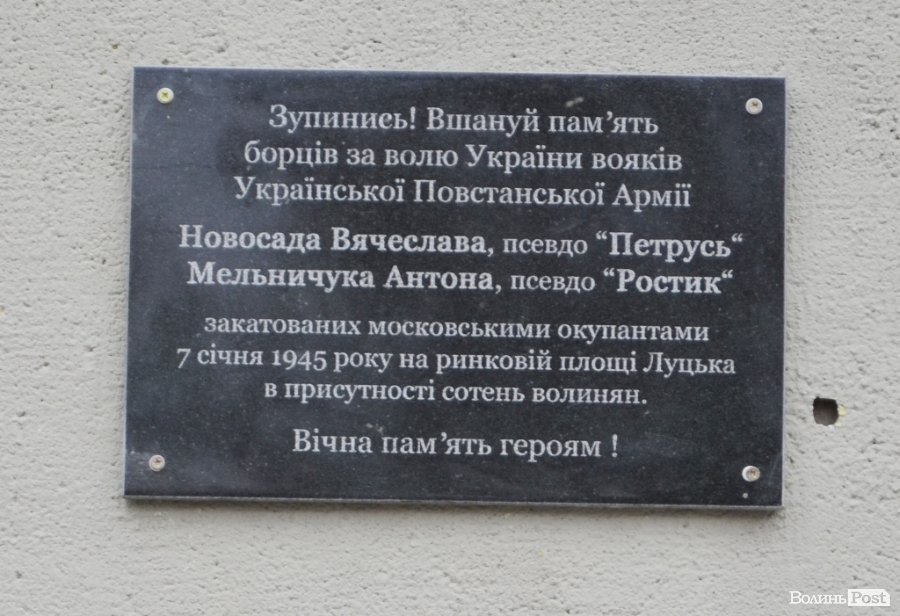 Зупинись! Вшануй пам’ять
борців за волю України вояків
Української Повстанської Армії
Новосада Вячеслава, псевдо “Петрусь“
Мельничука Антона, псевдо “Ростик“
закатованих московськими окупантами
7 січня 1945 року на ринковій площі Луцька
в присутності сотень волинян.
Вічна пам’ять героям !
ВолиньPost